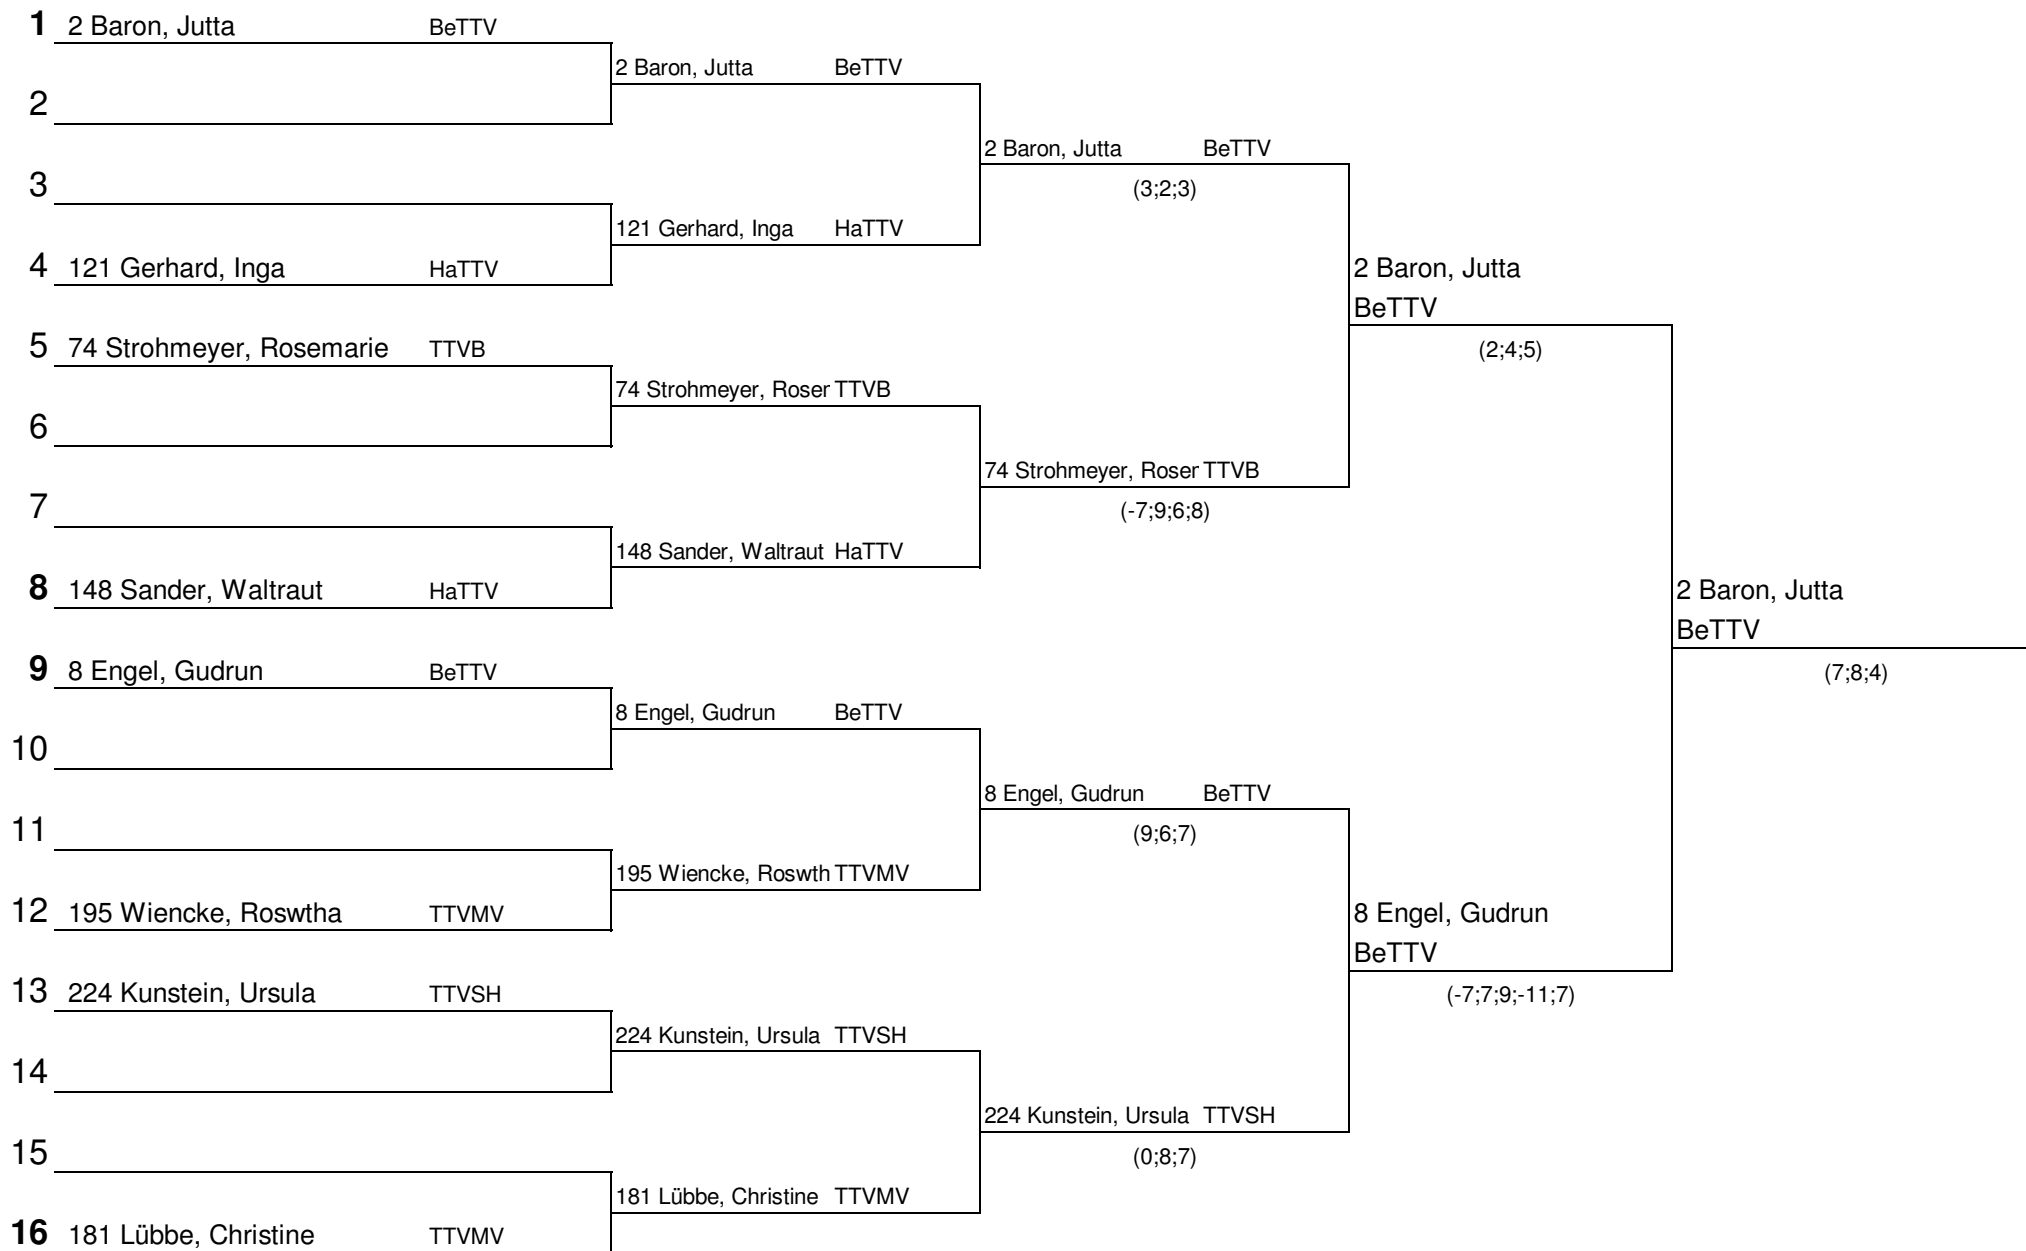 1 2 Baron, Jutta BeTTV
2 Baron, Jutta BeTTV
2
2 Baron, Jutta BeTTV
3
(3;2;3)
121 Gerhard, Inga HaTTV
4 121 Gerhard, Inga HaTTV
2 Baron, Jutta
BeTTV
5 74 Strohmeyer, Rosemarie TTVB
(2;4;5)
74 Strohmeyer, Roser TTVB
6
74 Strohmeyer, Roser TTVB
7
(-7;9;6;8)
148 Sander, Waltraut HaTTV
8 148 Sander, Waltraut HaTTV
2 Baron, Jutta
BeTTV
9 8 Engel, Gudrun BeTTV
(7;8;4)
8 Engel, Gudrun BeTTV
10
8 Engel, Gudrun BeTTV
11
(9;6;7)
195 Wiencke, Roswth TTVMV
12 195 Wiencke, Roswtha TTVMV
8 Engel, Gudrun
BeTTV
13 224 Kunstein, Ursula TTVSH
(-7;7;9;-11;7)
224 Kunstein, Ursula TTVSH
14
224 Kunstein, Ursula TTVSH
15
(0;8;7)
181 Lübbe, Christine TTVMV
16 181 Lübbe, Christine TTVMV